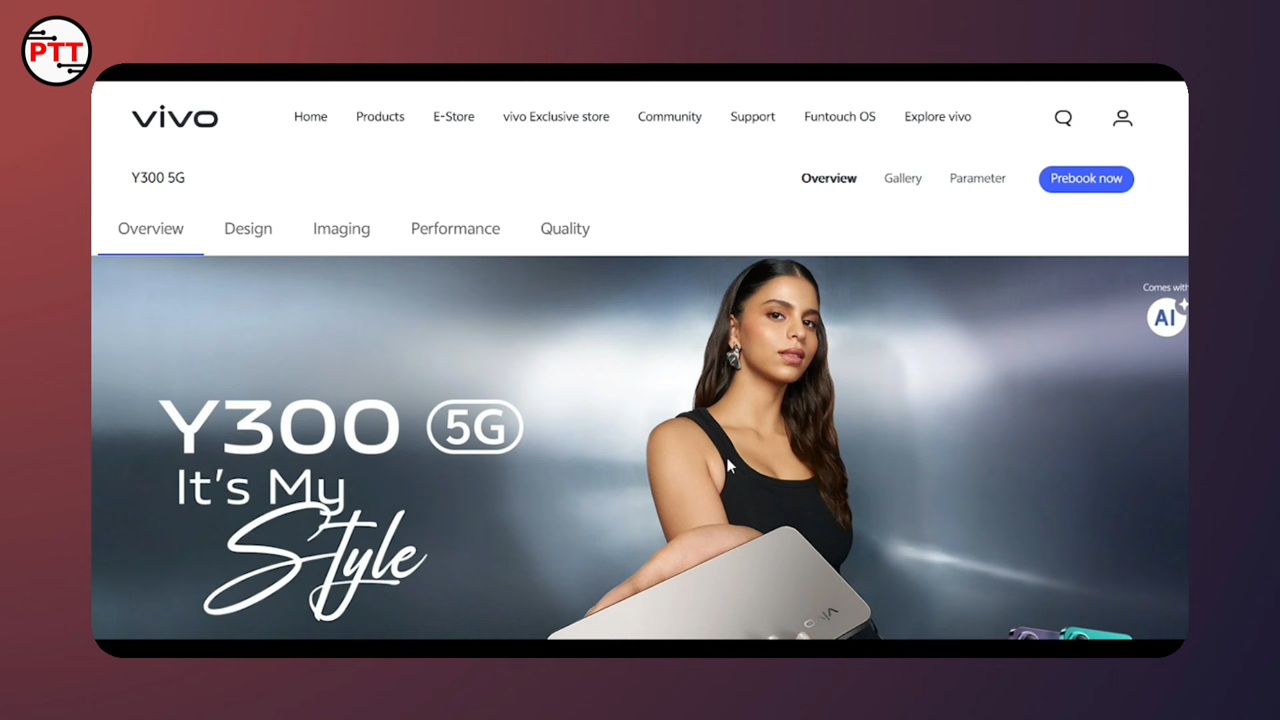 PTT
vivo
Home Products E-Store vivo Exclusive store Community Support Funtouch OS Explore vivo
Y300 5G
Overview Gallery Parameter Prebook now
Overview Design Imaging Performance Quality
Comes with
AI
Y300 5G
It's My
Style
vivo